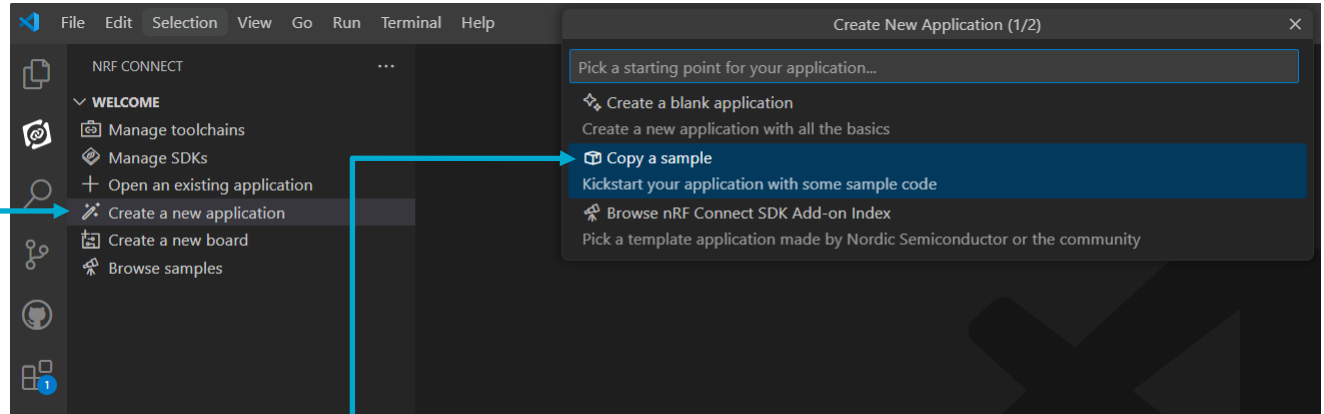 File Edit Selection View Go Run Terminal Help
NRF CONNECT
WELCOME
Manage toolchains
Manage SDKs
Open an existing application
Create a new application
Create a new board
Browse samples
1
Create New Application (1/2)
Pick a starting point for your application...
Create a blank application
Create a new application with all the basics
Copy a sample
Kickstart your application with some sample code
Browse nRF Connect SDK Add-on Index
Pick a template application made by Nordic Semiconductor or the community